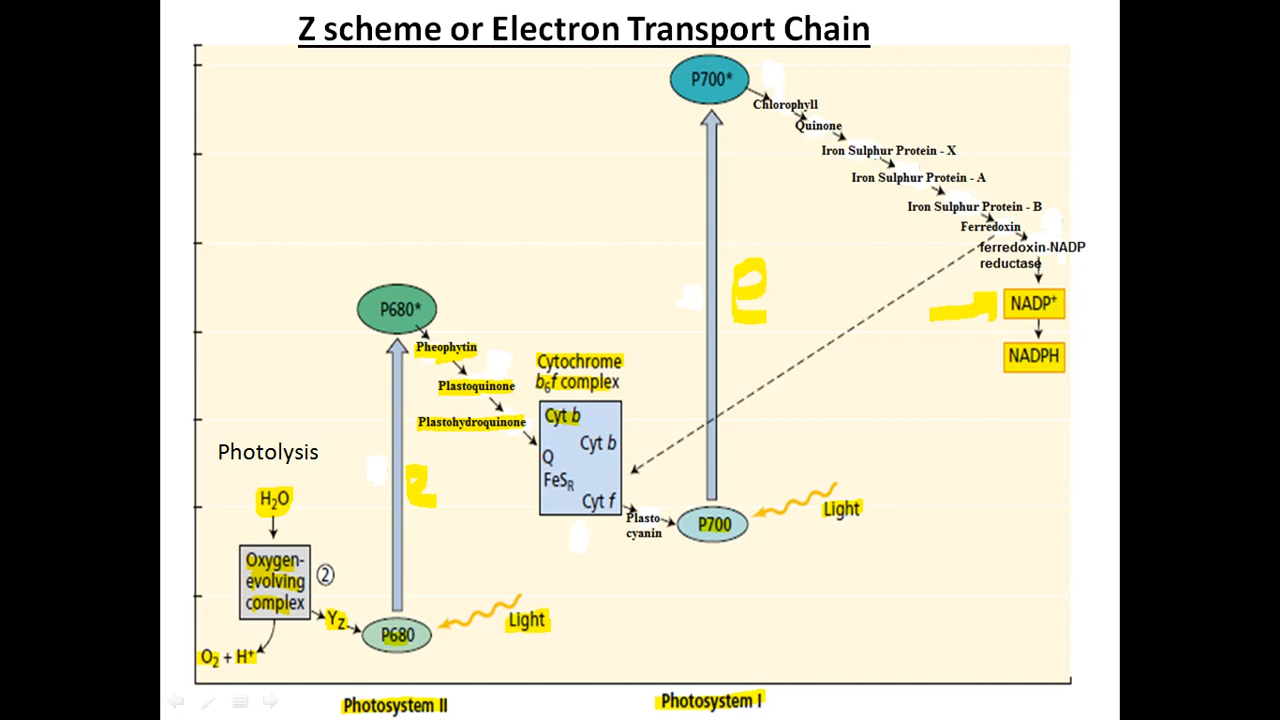 Z scheme or Electron Transport Chain
P700*
Chlorophyll
Quinone
Iron Sulphur Protein - X
Iron Sulphur Protein - A
Iron Sulphur Protein - B
Ferredoxin
ferredoxin-NADP
reductase
NADP⁺
NADPH
e
P680*
Pheophytin
Plastoquinone
Plastohydroquinone
Cytochrome
b₆f complex
Cyt b
Cyt b
Q
FeSR
Cyt f
Plasto
cyanin
P700
Light
Photolysis
e
H₂O
Oxygen-
evolving
complex
②
Yz
P680
Light
O₂ + H⁺
Photosystem II
Photosystem I